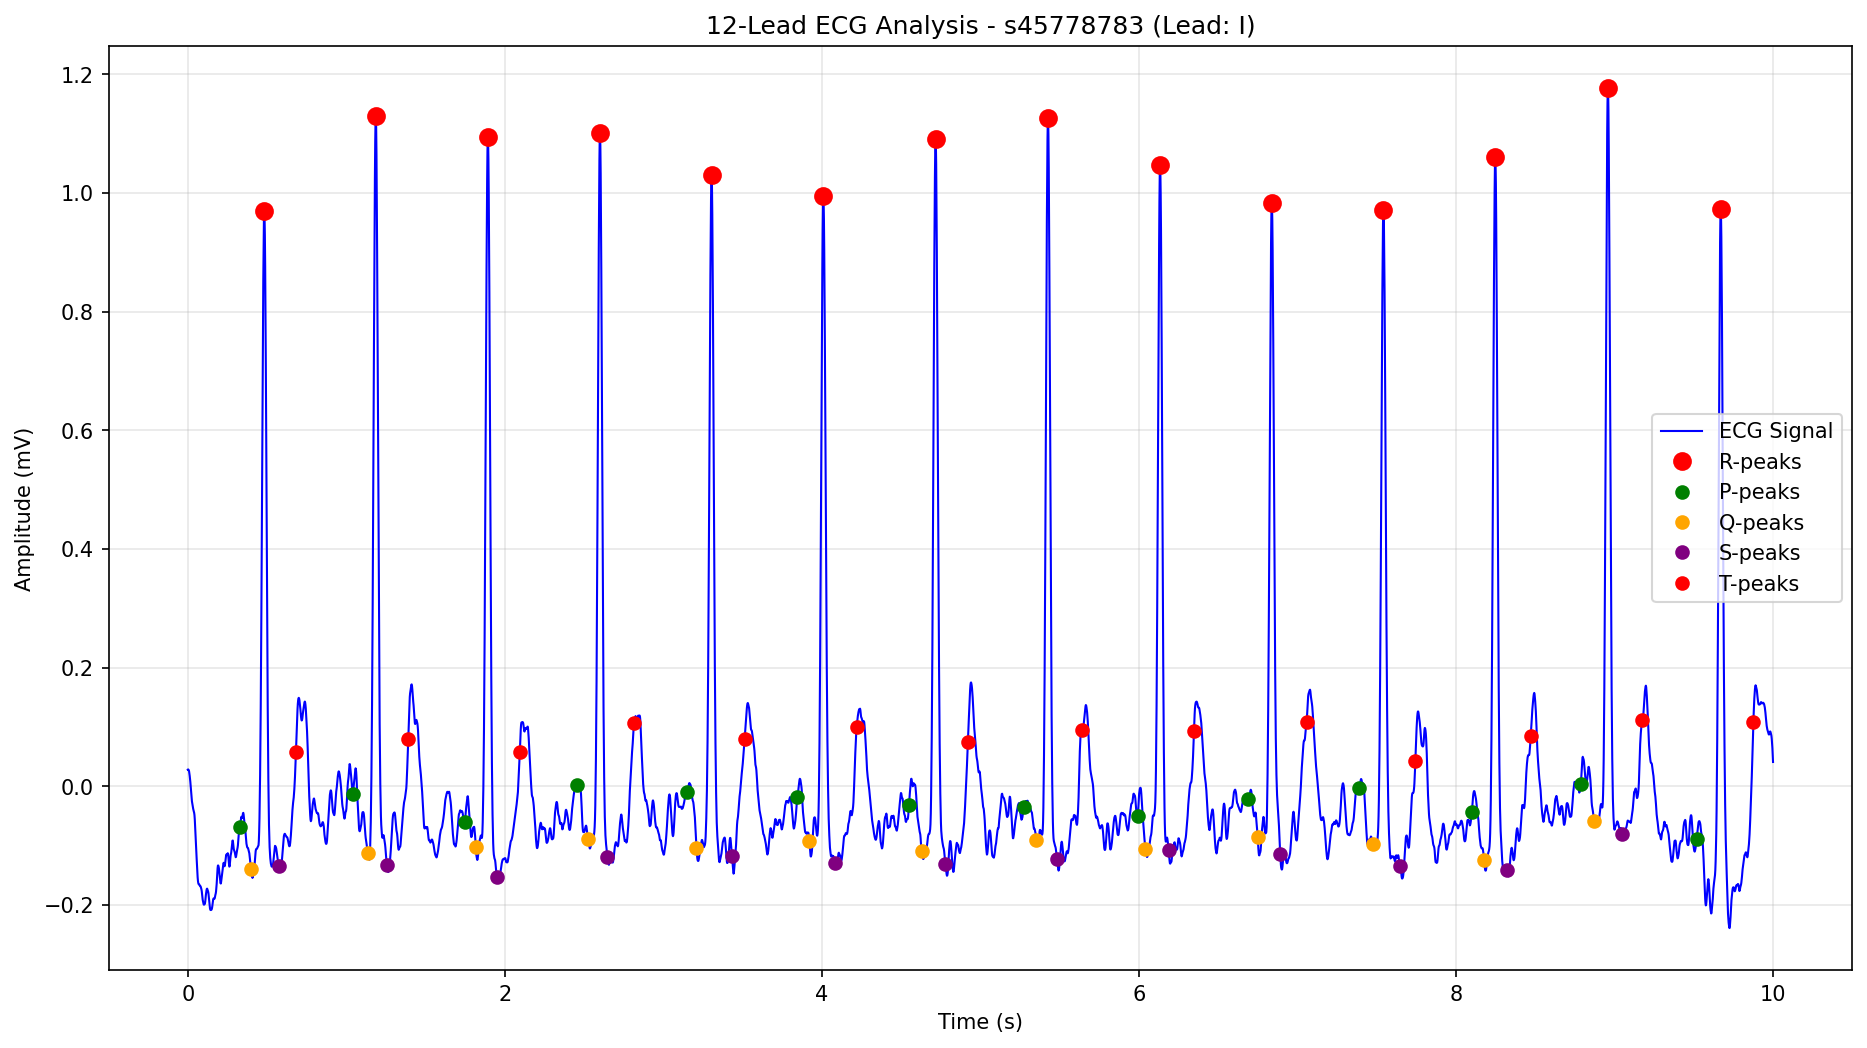 12-Lead ECG Analysis - s45778783 (Lead: I)
Amplitude (mV)
1.2
1.0
0.8
0.6
0.4
0.2
0.0
−0.2
ECG Signal
R-peaks
P-peaks
Q-peaks
S-peaks
T-peaks
0 2 4 6 8 10
Time (s)